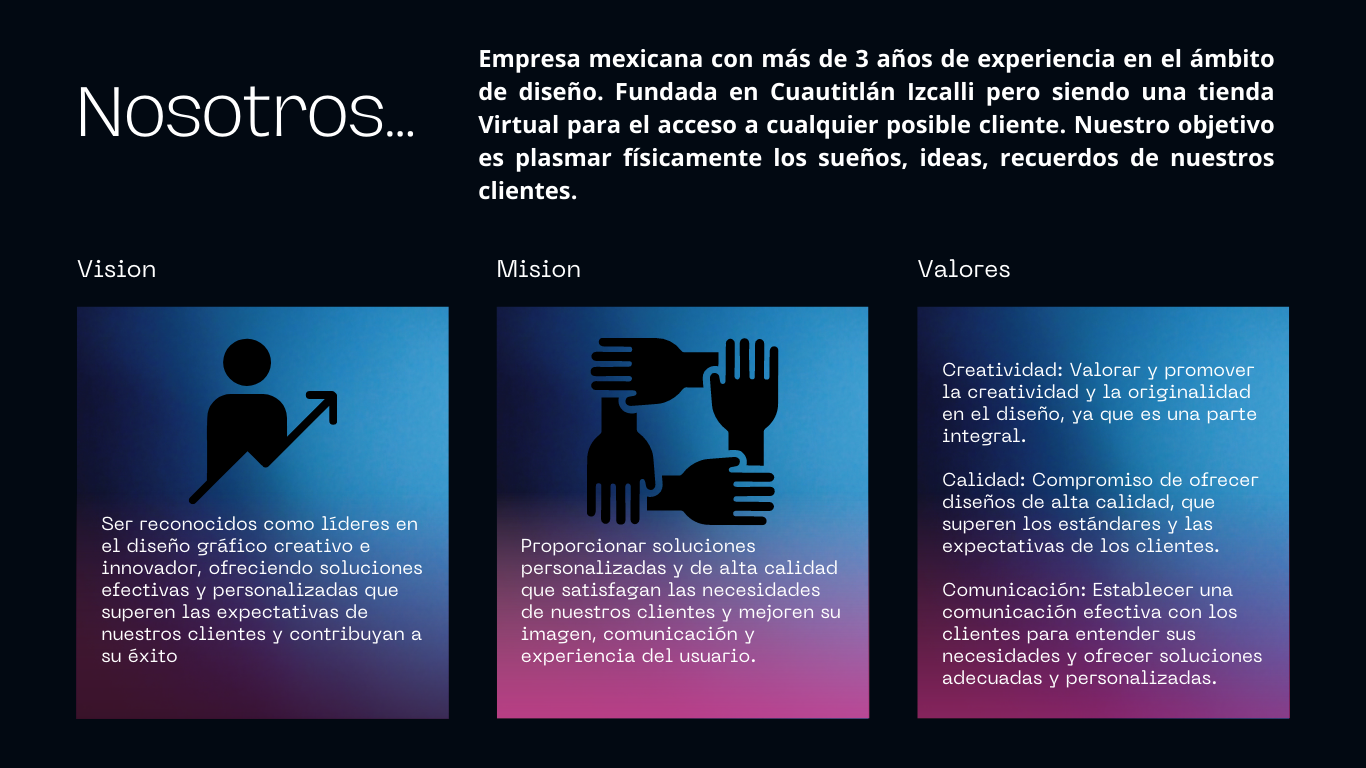 Nosotros...
Empresa mexicana con más de 3 años de experiencia en el ámbito
de diseño. Fundada en Cuautitlán Izcalli pero siendo una tienda
Virtual para el acceso a cualquier posible cliente. Nuestro objetivo
es plasmar físicamente los sueños, ideas, recuerdos de nuestros
clientes.
Vision
Ser reconocidos como líderes en
el diseño gráfico creativo e
innovador, ofreciendo soluciones
efectivas y personalizadas que
superen las expectativas de
nuestros clientes y contribuyan a
su éxito
Mision
Proporcionar soluciones
personalizadas y de alta calidad
que satisfagan las necesidades
de nuestros clientes y mejoren su
imagen, comunicación y
experiencia del usuario.
Valores
Creatividad: Valorar y promover
la creatividad y la originalidad
en el diseño, ya que es una parte
integral.
Calidad: Compromiso de ofrecer
diseños de alta calidad, que
superen los estándares y las
expectativas de los clientes.
Comunicación: Establecer una
comunicación efectiva con los
clientes para entender sus
necesidades y ofrecer soluciones
adecuadas y personalizadas.